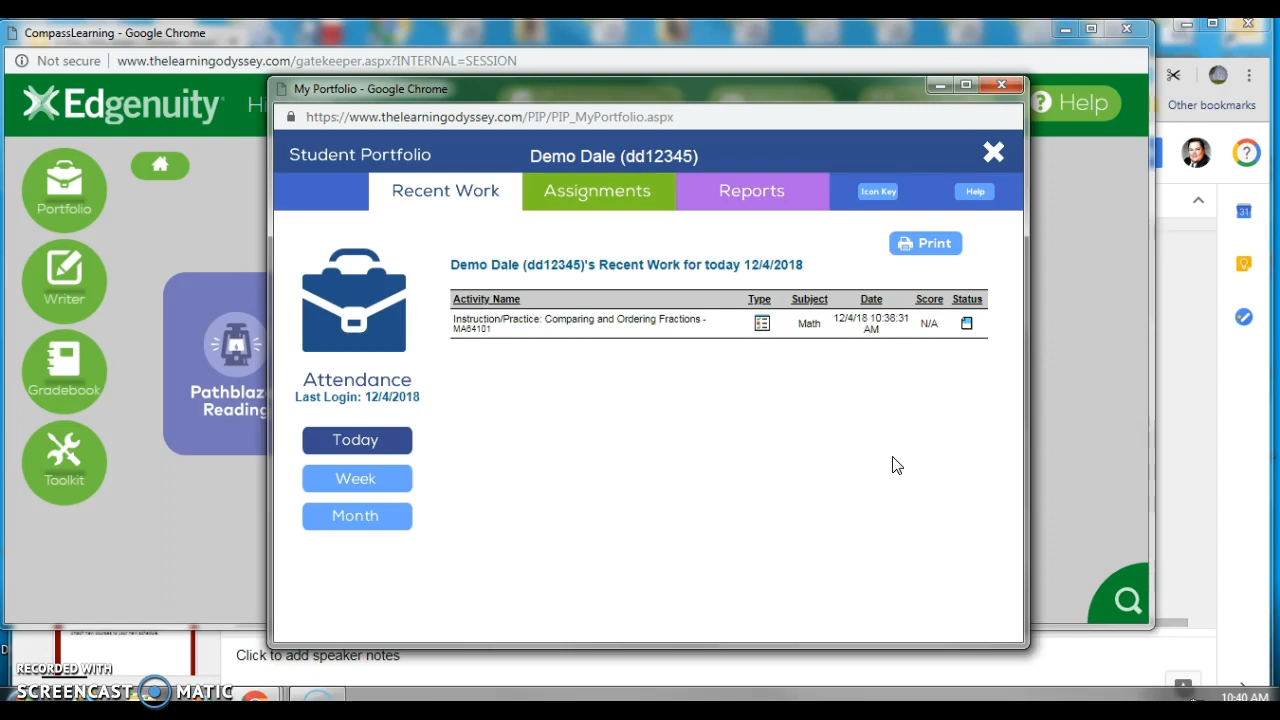 CompassLearning - Google Chrome
Not secure www.thelearningodyssey.com/gatekeeper.aspx?INTERNAL=SESSION
Edgenuity
Help
Other bookmarks
My Portfolio - Google Chrome
https://www.thelearningodyssey.com/PIP/PIP_MyPortfolio.aspx
Student Portfolio
Demo Dale (dd12345)
Recent Work
Assignments
Reports
Icon Key
Help
Print
Portfolio
Writer
Gradebook
Toolkit
Reading
Demo Dale (dd12345)'s Recent Work for today 12/4/2018
Activity Name Type Subject Date Score Status
Instruction/Practice: Comparing and Ordering Fractions -
MA64101
Math
12/4/18 10:38:31
AM
N/A
Attendance
Last Login: 12/4/2018
Today
Week
Month
31
Click to add speaker notes
RECORDED WITH
SCREENCAST MATIC
10:40 AM